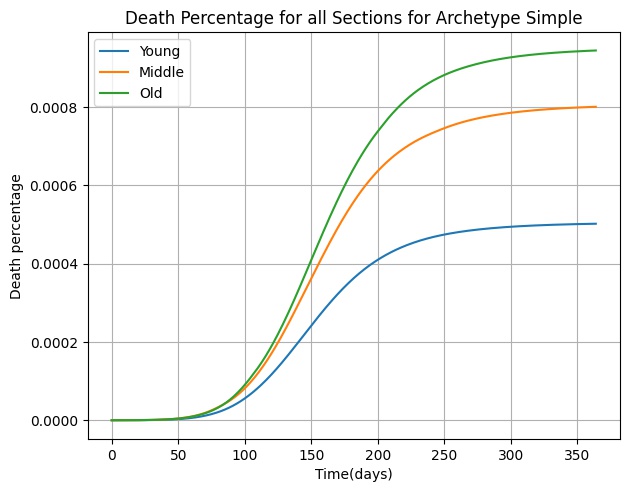 Death Percentage for all Sections for Archetype Simple
Young
Middle
Old
Death percentage
0.0008
0.0006
0.0004
0.0002
0.0000
0 50 100 150 200 250 300 350
Time(days)